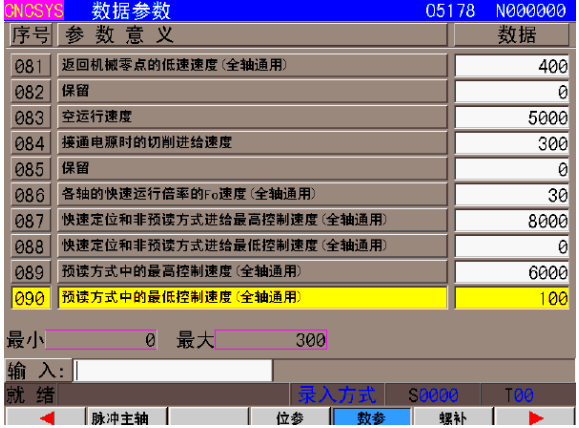 CNCSYS 数据参数 O5178 N000000
序号 参 数 意 义 数据
081 返回机械零点的低速速度(全轴通用) 400
082 保留 0
083 空运行速度 5000
084 接通电源时的切削进给速度 300
085 保留 0
086 各轴的快速运行倍率的Fo速度(全轴通用) 30
087 快速定位和非预读方式进给最高控制速度(全轴通用) 8000
088 快速定位和非预读方式进给最低控制速度(全轴通用) 0
089 预读方式中的最高控制速度(全轴通用) 6000
090 预读方式中的最低控制速度(全轴通用) 100
最小 0 最大 300
输 入:
就 绪 录入方式 S0000 T00
脉冲主轴 位参 数参 螺补